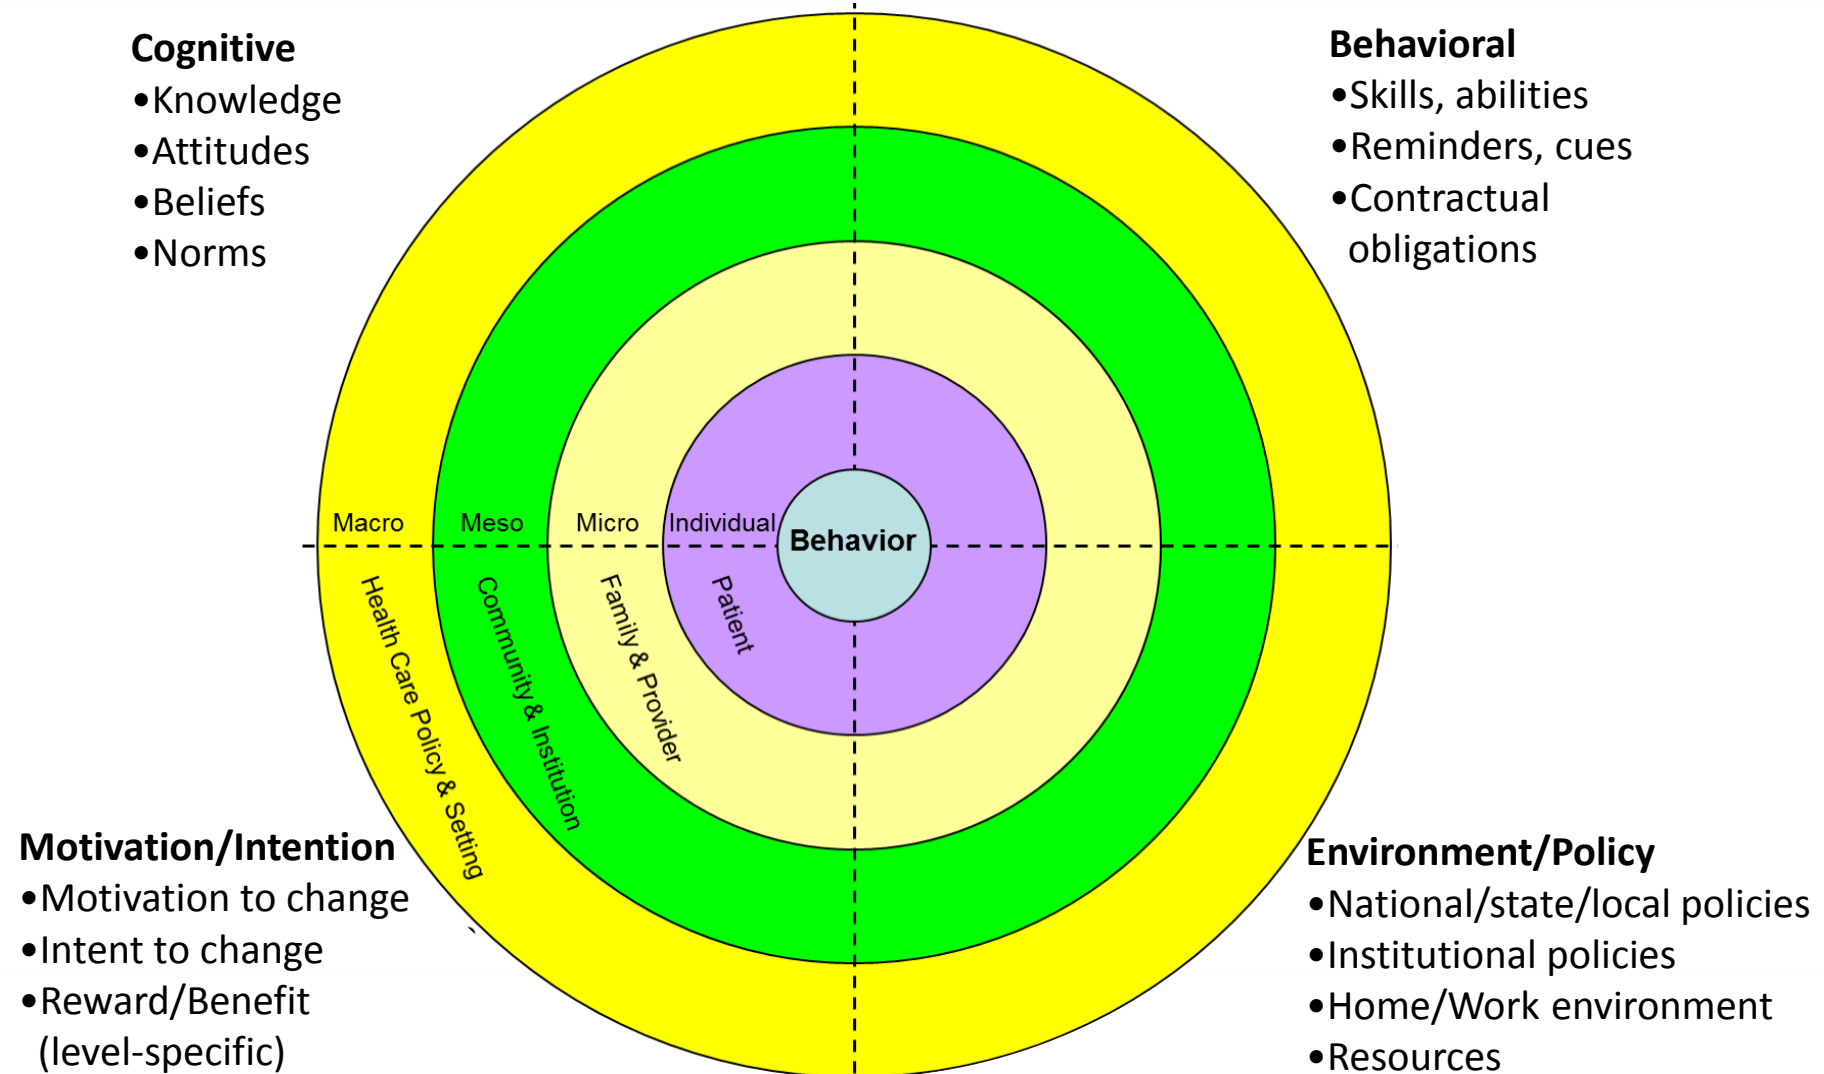 Cognitive
•Knowledge
•Attitudes
•Beliefs
•Norms
Behavioral
•Skills, abilities
•Reminders, cues
•Contractual
obligations
Macro
Meso
Micro
Individual
Behavior
Health Care Policy & Setting
Community & Institution
Family & Provider
Patient
Motivation/Intention
•Motivation to change
•Intent to change
•Reward/Benefit
(level-specific)
Environment/Policy
•National/state/local policies
•Institutional policies
•Home/Work environment
•Resources